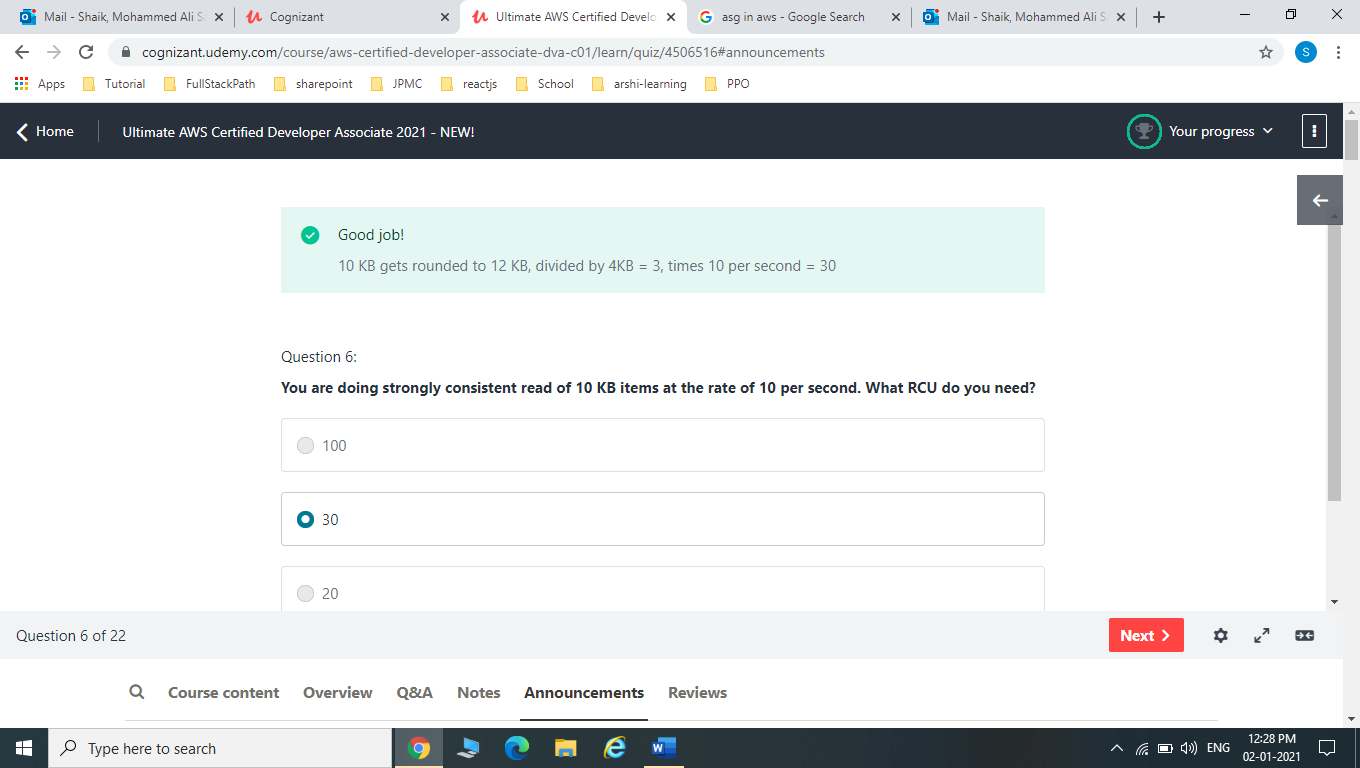 Mail - Shaik, Mohammed Ali S
Cognizant
Ultimate AWS Certified Develo
asg in aws - Google Search
Mail - Shaik, Mohammed Ali S
cognizant.udemy.com/course/aws-certified-developer-associate-dva-c01/learn/quiz/4506516#announcements
S
Apps Tutorial FullStackPath sharepoint JPMC reactjs School arshi-learning PPO
Home Ultimate AWS Certified Developer Associate 2021 - NEW! Your progress
Good job!
10 KB gets rounded to 12 KB, divided by 4KB = 3, times 10 per second = 30
Question 6:
You are doing strongly consistent read of 10 KB items at the rate of 10 per second. What RCU do you need?
100
30
20
Question 6 of 22 Next
Course content Overview Q&A Notes Announcements Reviews
Type here to search
ENG
12:28 PM
02-01-2021